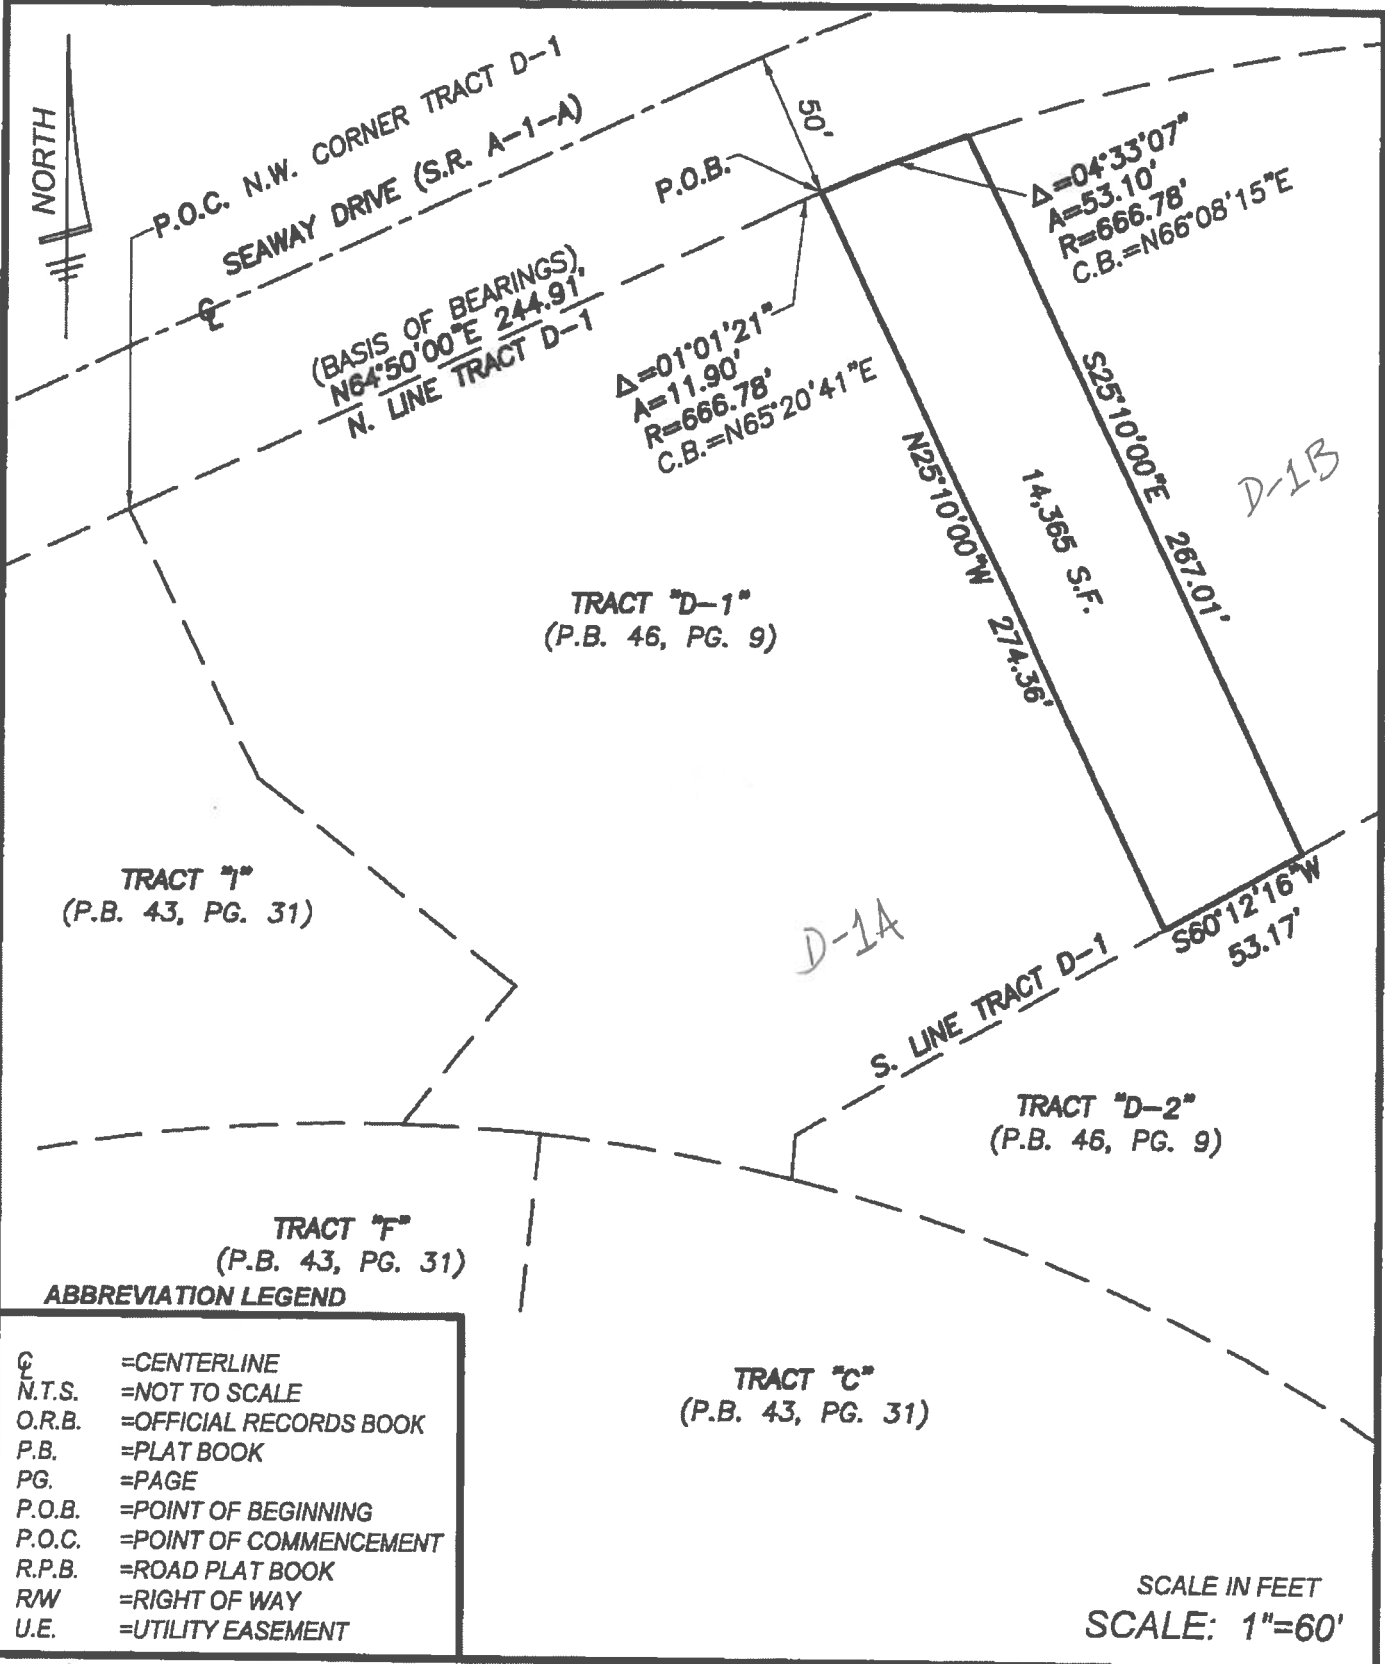 NORTH
P.O.C. N.W. CORNER TRACT D-1
SEAWAY DRIVE (S.R. A-1-A)
50'
P.O.B.
Δ=04°33'07"
A=53.10'
R=666.78'
C.B.=N66°08'15"E
℄
(BASIS OF BEARINGS)
N64°50'00"E 244.91'
N. LINE TRACT D-1
Δ=01°01'21"
A=11.90'
R=666.78'
C.B.=N65°20'41"E
S25°10'00"E 267.01'
D-1B
N25°10'00"W 274.36'
14,365 S.F.
TRACT "D-1"
(P.B. 46, PG. 9)
TRACT "I"
(P.B. 43, PG. 31)
D-1A
S60°12'16"W
53.17'
S. LINE TRACT D-1
TRACT "D-2"
(P.B. 46, PG. 9)
TRACT "F"
(P.B. 43, PG. 31)
TRACT "C"
(P.B. 43, PG. 31)
ABBREVIATION LEGEND
℄ =CENTERLINE
N.T.S. =NOT TO SCALE
O.R.B. =OFFICIAL RECORDS BOOK
P.B. =PLAT BOOK
PG. =PAGE
P.O.B. =POINT OF BEGINNING
P.O.C. =POINT OF COMMENCEMENT
R.P.B. =ROAD PLAT BOOK
R/W =RIGHT OF WAY
U.E. =UTILITY EASEMENT
SCALE IN FEET
SCALE: 1"=60'